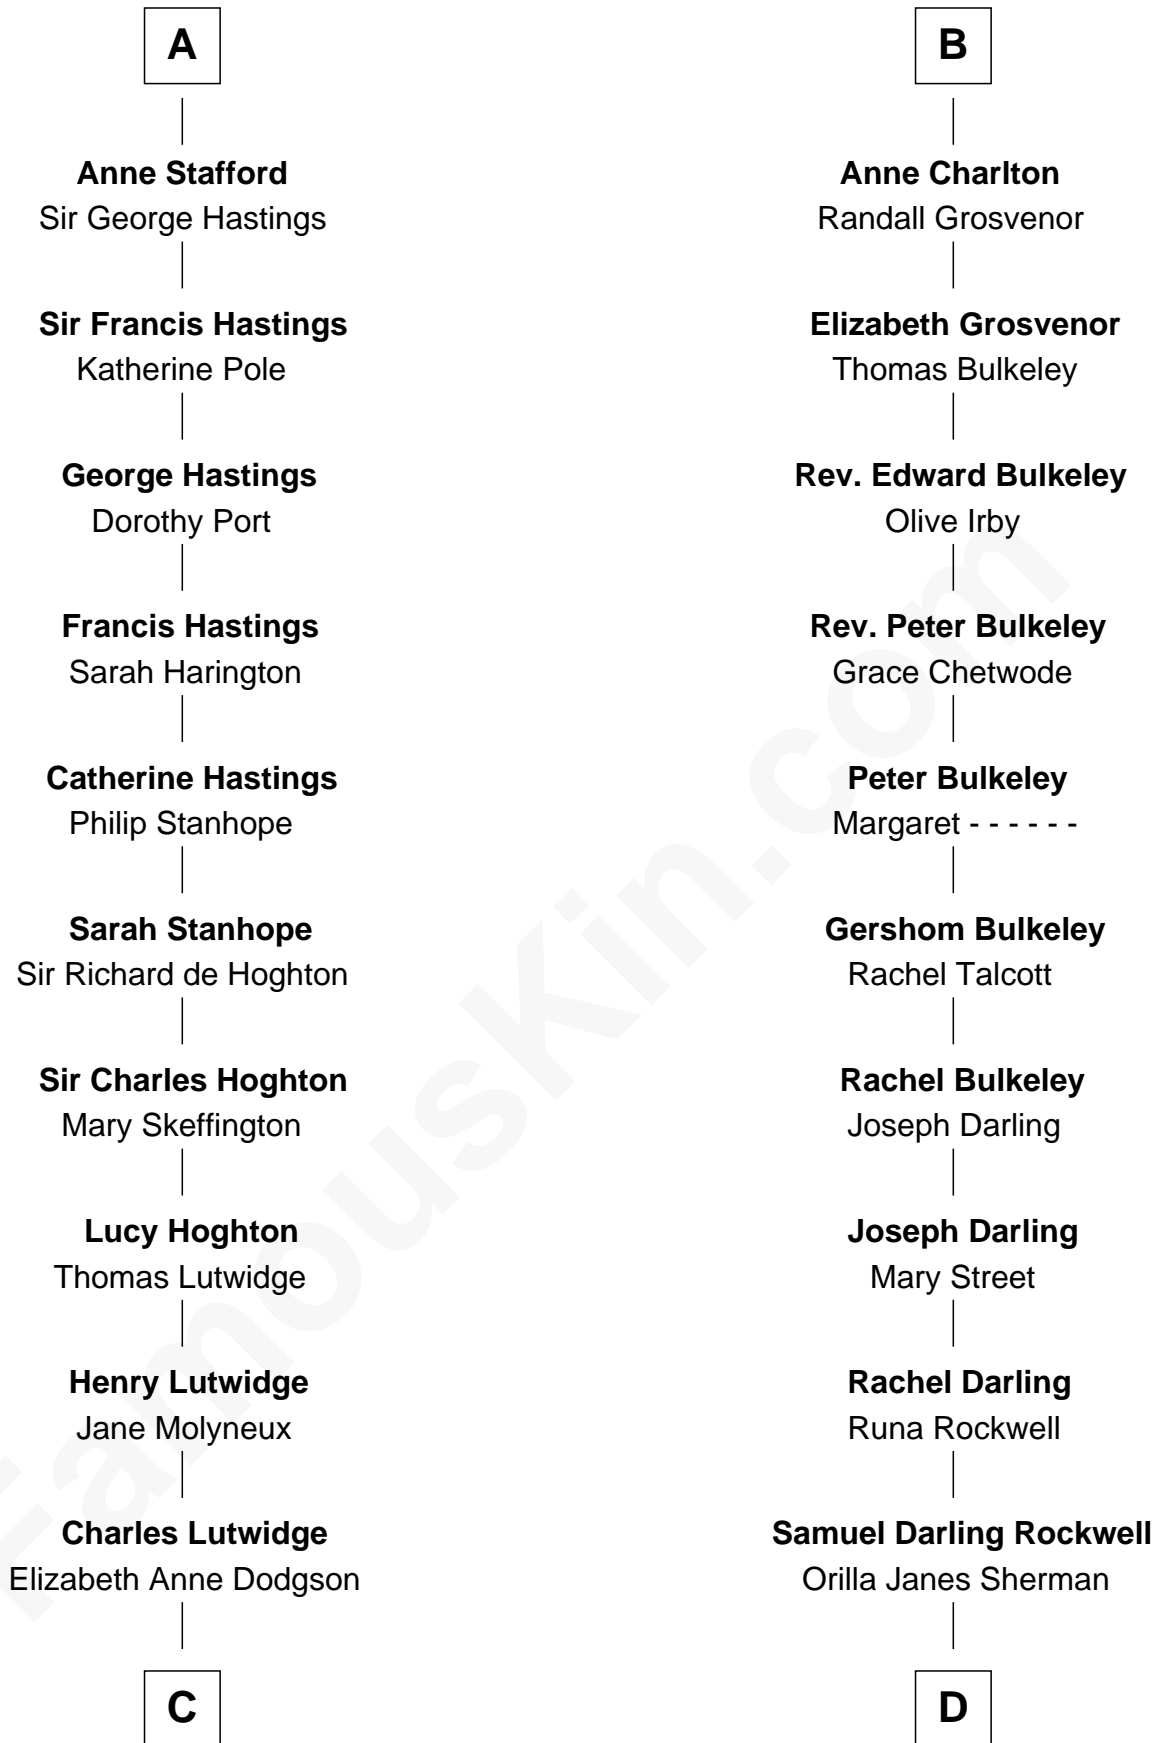 A
Anne Stafford
Sir George Hastings
Sir Francis Hastings
Katherine Pole
George Hastings
Dorothy Port
Francis Hastings
Sarah Harington
Catherine Hastings
Philip Stanhope
Sarah Stanhope
Sir Richard de Hoghton
Sir Charles Hoghton
Mary Skeffington
Lucy Hoghton
Thomas Lutwidge
Henry Lutwidge
Jane Molyneux
Charles Lutwidge
Elizabeth Anne Dodgson
C
B
Anne Charlton
Randall Grosvenor
Elizabeth Grosvenor
Thomas Bulkeley
Rev. Edward Bulkeley
Olive Irby
Rev. Peter Bulkeley
Grace Chetwode
Peter Bulkeley
Margaret - - - - - -
Gershom Bulkeley
Rachel Talcott
Rachel Bulkeley
Joseph Darling
Joseph Darling
Mary Street
Rachel Darling
Runa Rockwell
Samuel Darling Rockwell
Orilla Janes Sherman
D
FamousKin.com